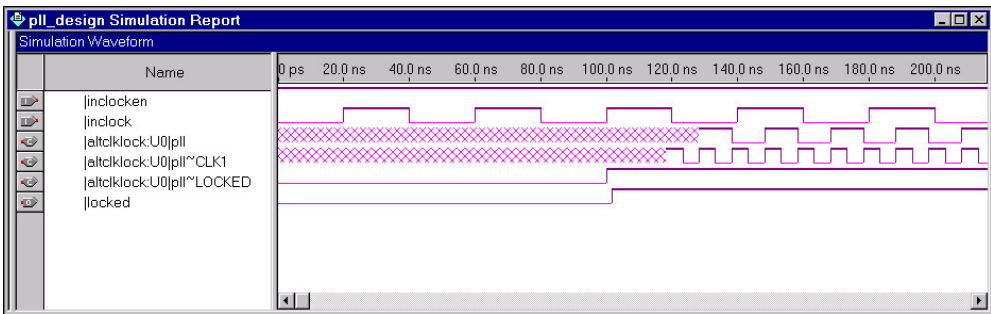 pll_design Simulation Report
Simulation Waveform
Name
0 ps 20.0 ns 40.0 ns 60.0 ns 80.0 ns 100.0 ns 120.0 ns 140.0 ns 160.0 ns 180.0 ns 200.0 ns
|inclocken
|inclock
|altclklock:U0|pll
|altclklock:U0|pll~CLK1
|altclklock:U0|pll~LOCKED
|locked